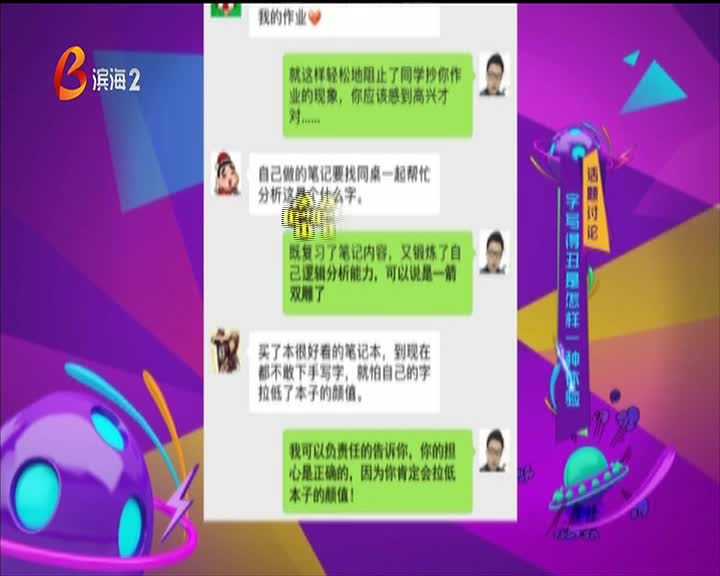 滨海2
我的作业
就这样轻松地阻止了同学抄你作
业的现象，你应该感到高兴才
对……
自己做的笔记要找同桌一起帮忙
分析这是个什么字。
既复习了笔记内容，又锻炼了自
己逻辑分析能力，可以说是一箭
双雕了
买了本很好看的笔记本，到现在
都不敢下手写字，就怕自己的字
拉低了本子的颜值。
我可以负责任的告诉你，你的担
心是正确的，因为你肯定会拉低
本子的颜值！
话题讨论
字写得丑是怎样一种体验